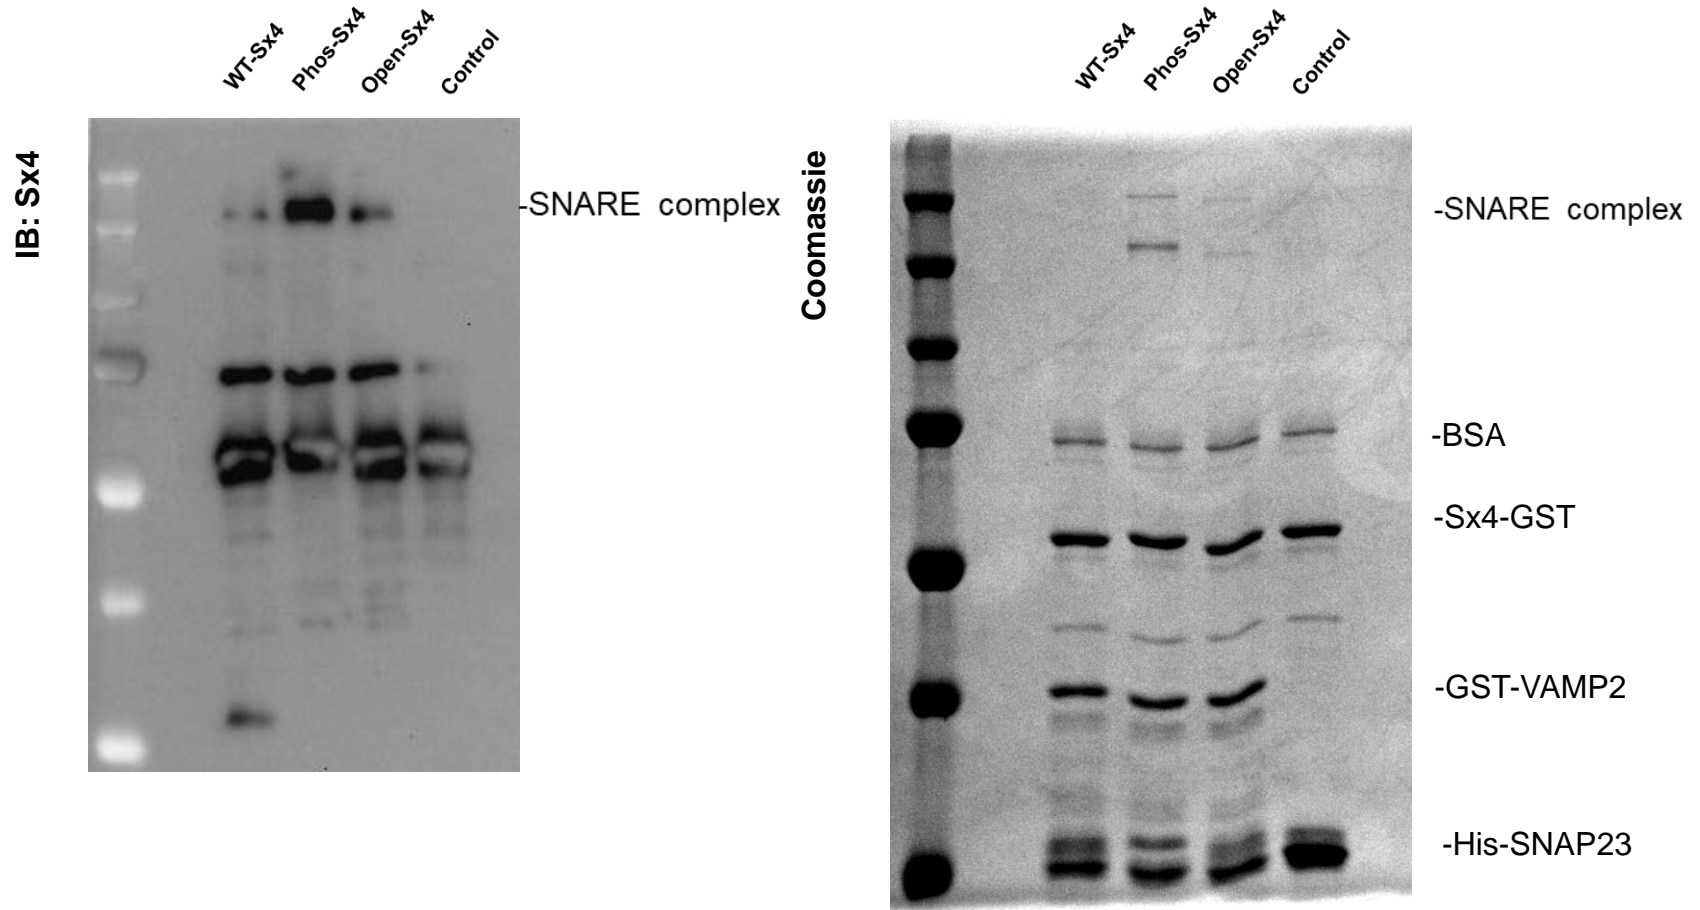 WT-Sx4
Phos-Sx4
Open-Sx4
Control
IB: Sx4
-SNARE complex
WT-Sx4
Phos-Sx4
Open-Sx4
Control
Coomassie
-SNARE complex
-BSA
-Sx4-GST
-GST-VAMP2
-His-SNAP23